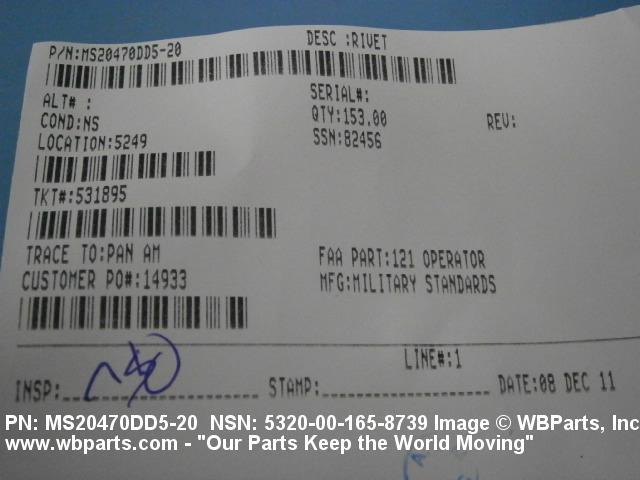 P/N:MS20470DD5-20 DESC :RIVET
ALT# : SERIAL#:
COND:NS QTY:153.00 REV:
LOCATION:5249 SSN:82456
TKT#:531895
TRACE TO:PAN AM FAA PART:121 OPERATOR
CUSTOMER PO#:14933 MFG:MILITARY STANDARDS
LINE#:1
INSP:____________________ STAMP:____________________ DATE:08 DEC 11
PN: MS20470DD5-20 NSN: 5320-00-165-8739 Image © WBParts, Inc
www.wbparts.com - "Our Parts Keep the World Moving"